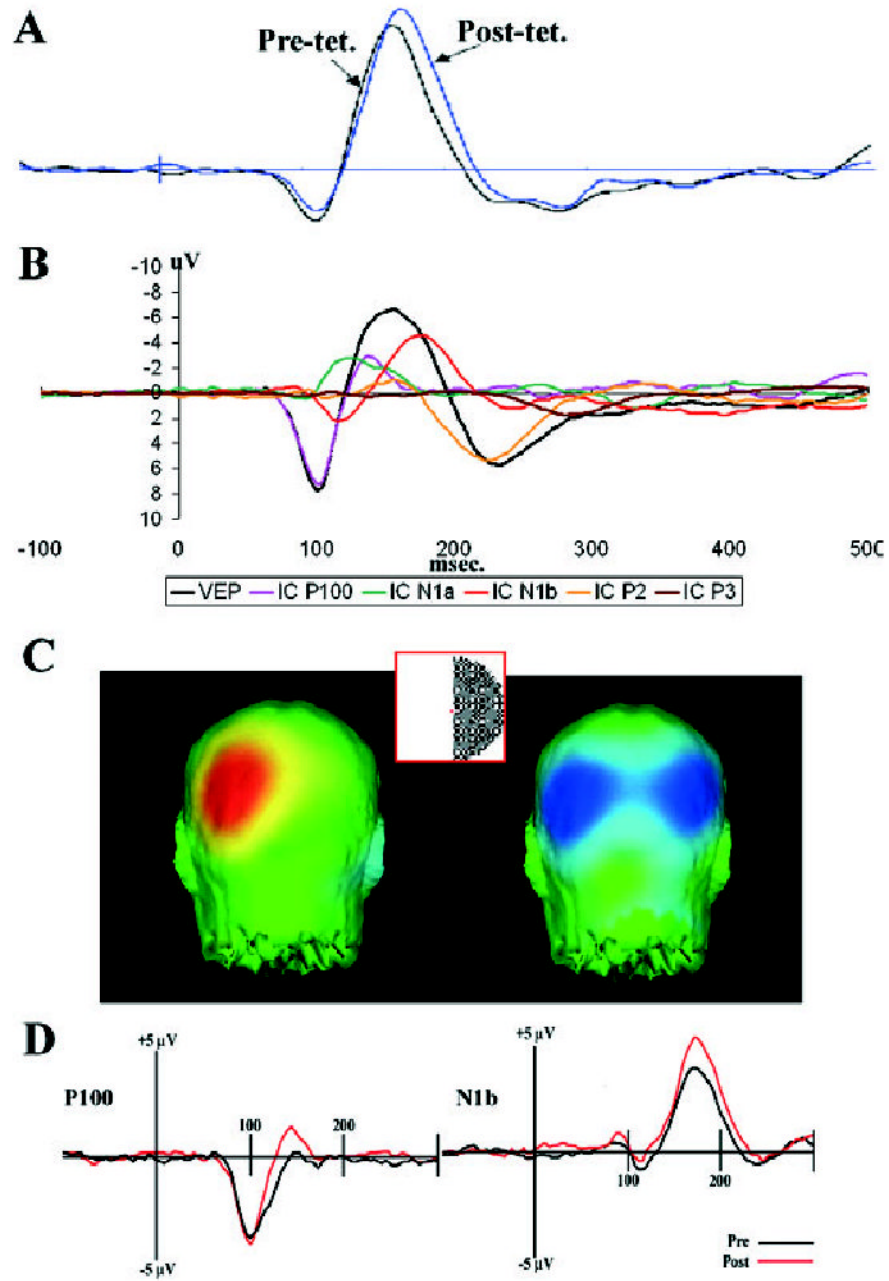 A
Pre-tet.
Post-tet.
B
uV
-10
-8
-6
-4
-2
0
2
4
6
8
10
-100 0 100 200 300 400 500
msec.
VEP IC P100 IC N1a IC N1b IC P2 IC P3
C
D
+5 µV
P100
100
200
-5 µV
+5 µV
N1b
100
200
-5 µV
Pre
Post